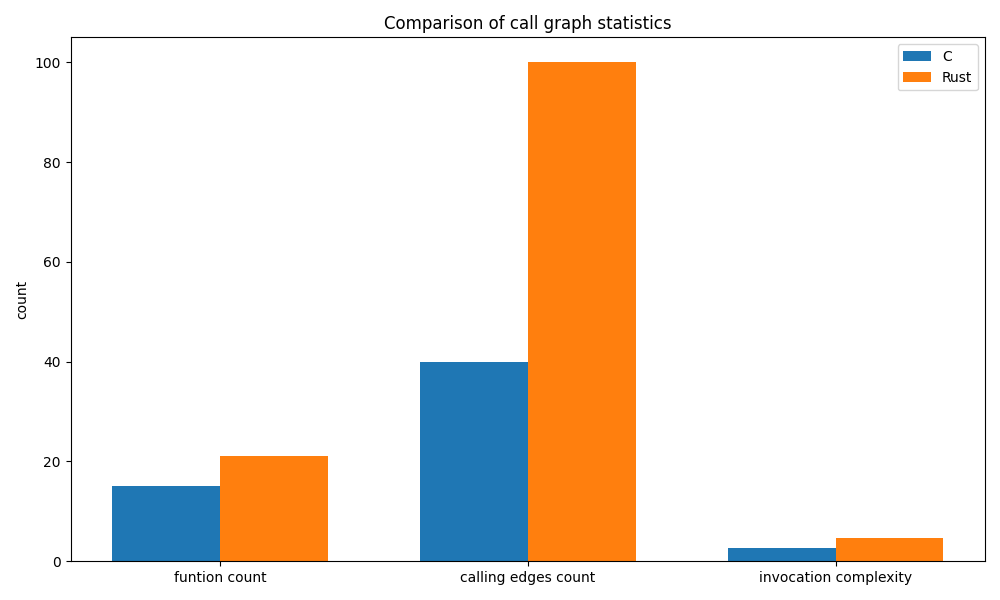 Comparison of call graph statistics
C
Rust
count
100
80
60
40
20
0
funtion count
calling edges count
invocation complexity